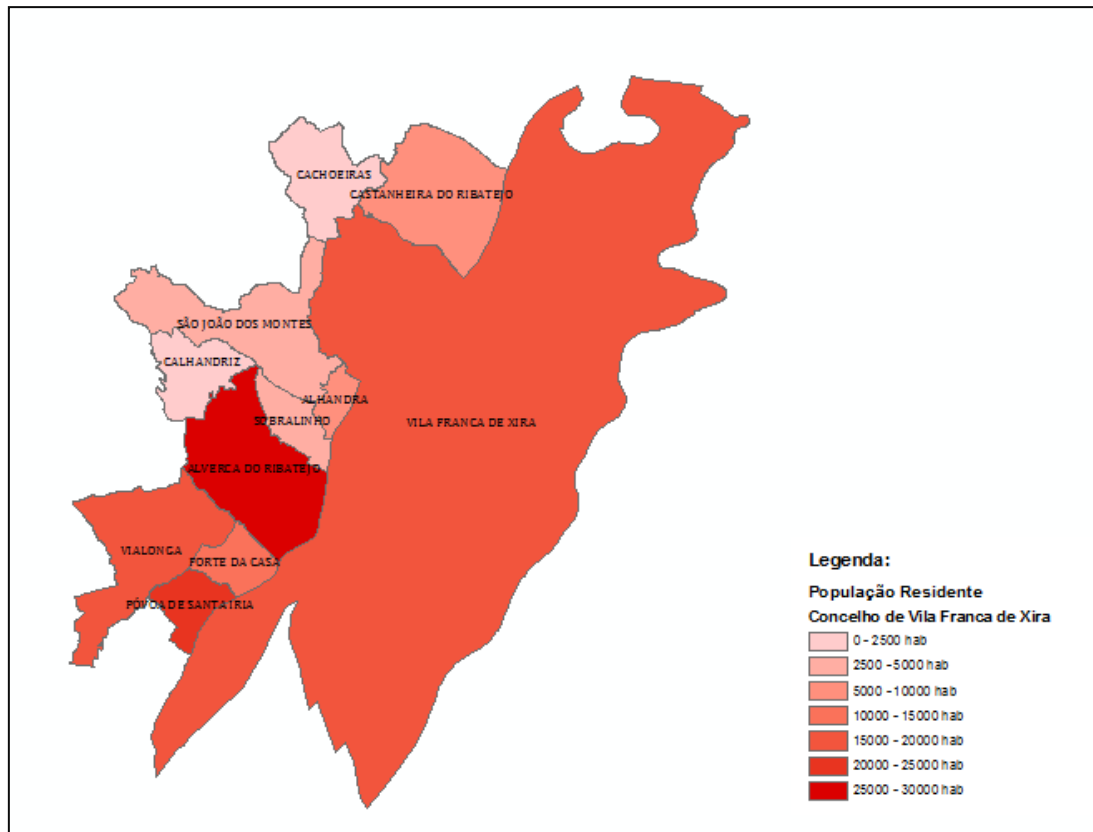 CACHOEIRAS
CASTANHEIRA DO RIBATEJO
SÃO JOÃO DOS MONTES
CALHANDRIZ
ALHANDRA
SOBRALINHO
VILA FRANCA DE XIRA
ALVERCA DO RIBATEJO
VIALONGA
FORTE DA CASA
PÓVOA DE SANTA IRIA
Legenda:
População Residente
Concelho de Vila Franca de Xira
0 - 2500 hab
2500 - 5000 hab
5000 - 10000 hab
10000 - 15000 hab
15000 - 20000 hab
20000 - 25000 hab
25000 - 30000 hab